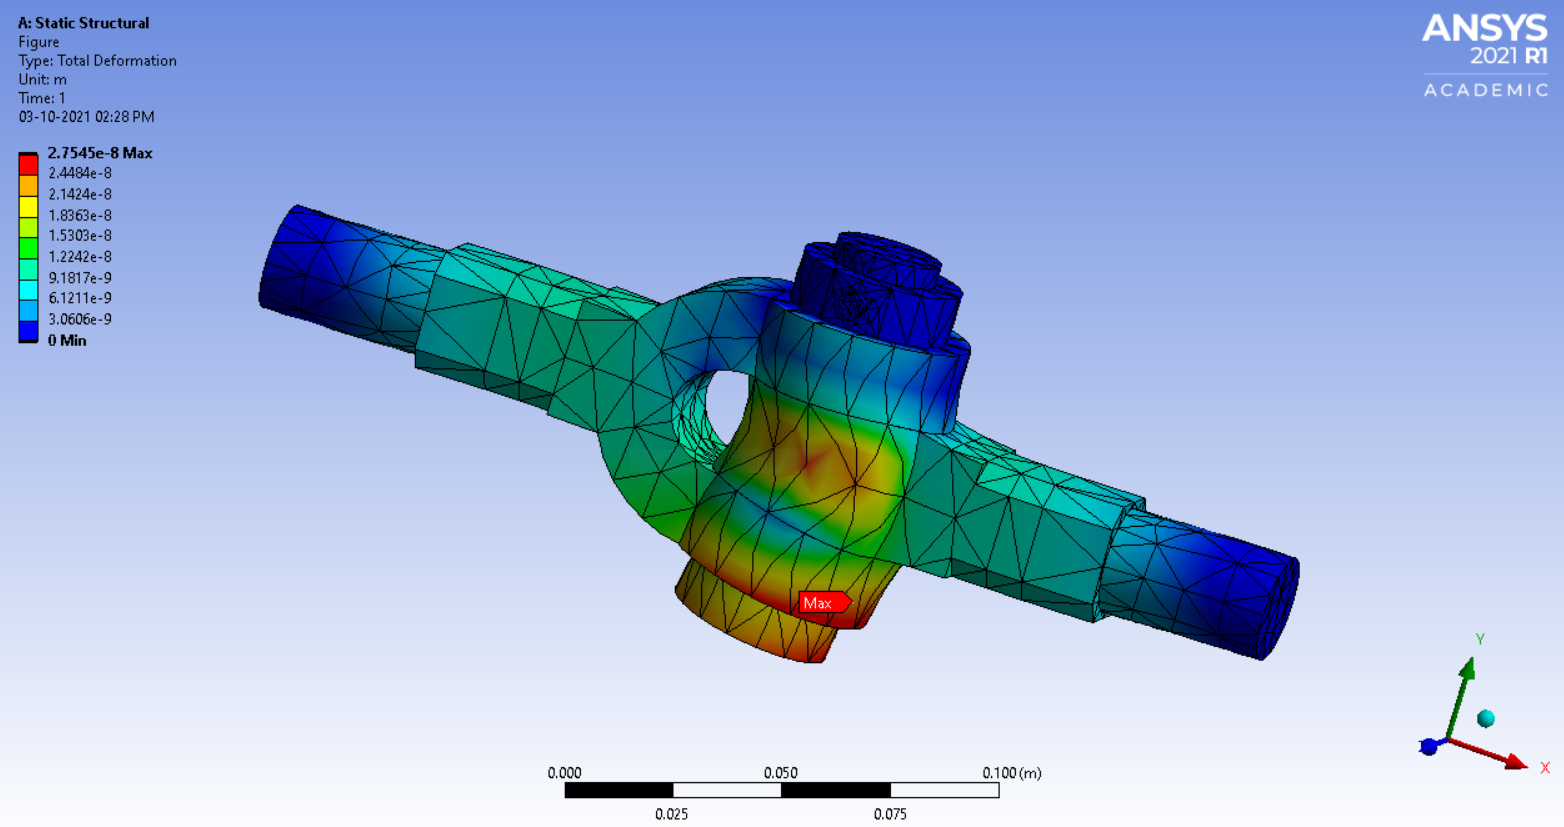 A: Static Structural
Figure
Type: Total Deformation
Unit: m
Time: 1
03-10-2021 02:28 PM
2.7545e-8 Max
2.4484e-8
2.1424e-8
1.8363e-8
1.5303e-8
1.2242e-8
9.1817e-9
6.1211e-9
3.0606e-9
0 Min
ANSYS
2021 R1
ACADEMIC
Max
Y
X
0.000 0.050 0.100 (m)
0.025 0.075